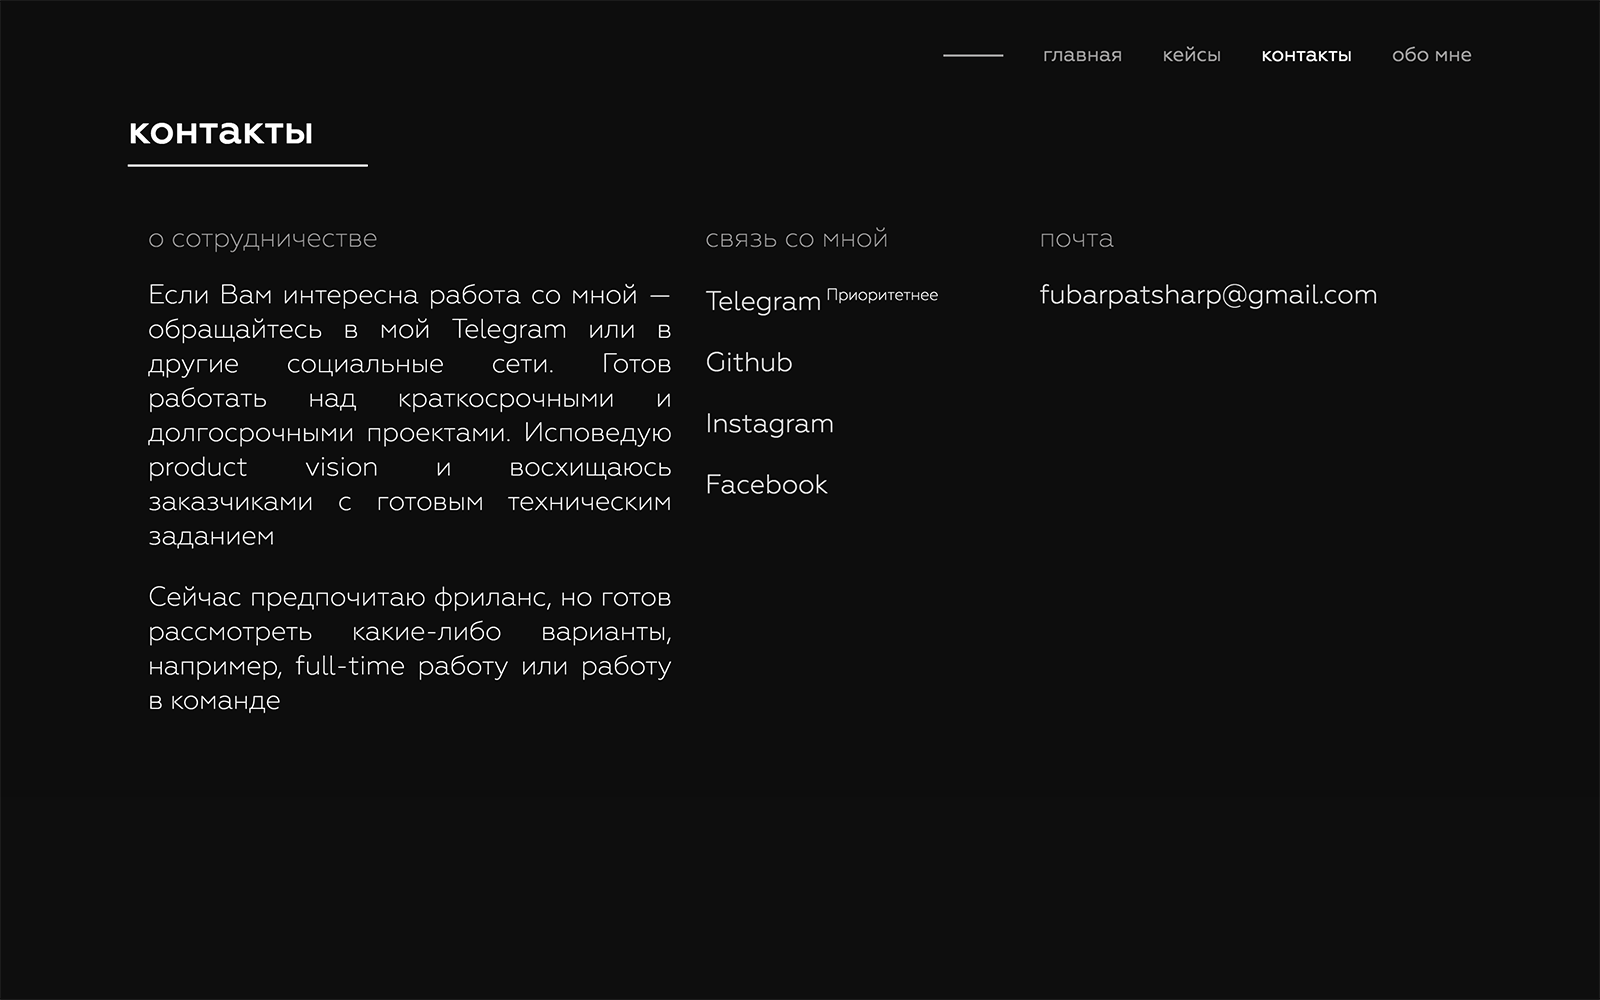 главная кейсы контакты обо мне
контакты
о сотрудничестве
Если Вам интересна работа со мной —
обращайтесь в мой Telegram или в
другие социальные сети. Готов
работать над краткосрочными и
долгосрочными проектами. Исповедую
product vision и восхищаюсь
заказчиками с готовым техническим
заданием
Сейчас предпочитаю фриланс, но готов
рассмотреть какие-либо варианты,
например, full-time работу или работу
в команде
связь со мной
Telegram Приоритетнее
Github
Instagram
Facebook
почта
fubarpatsharp@gmail.com